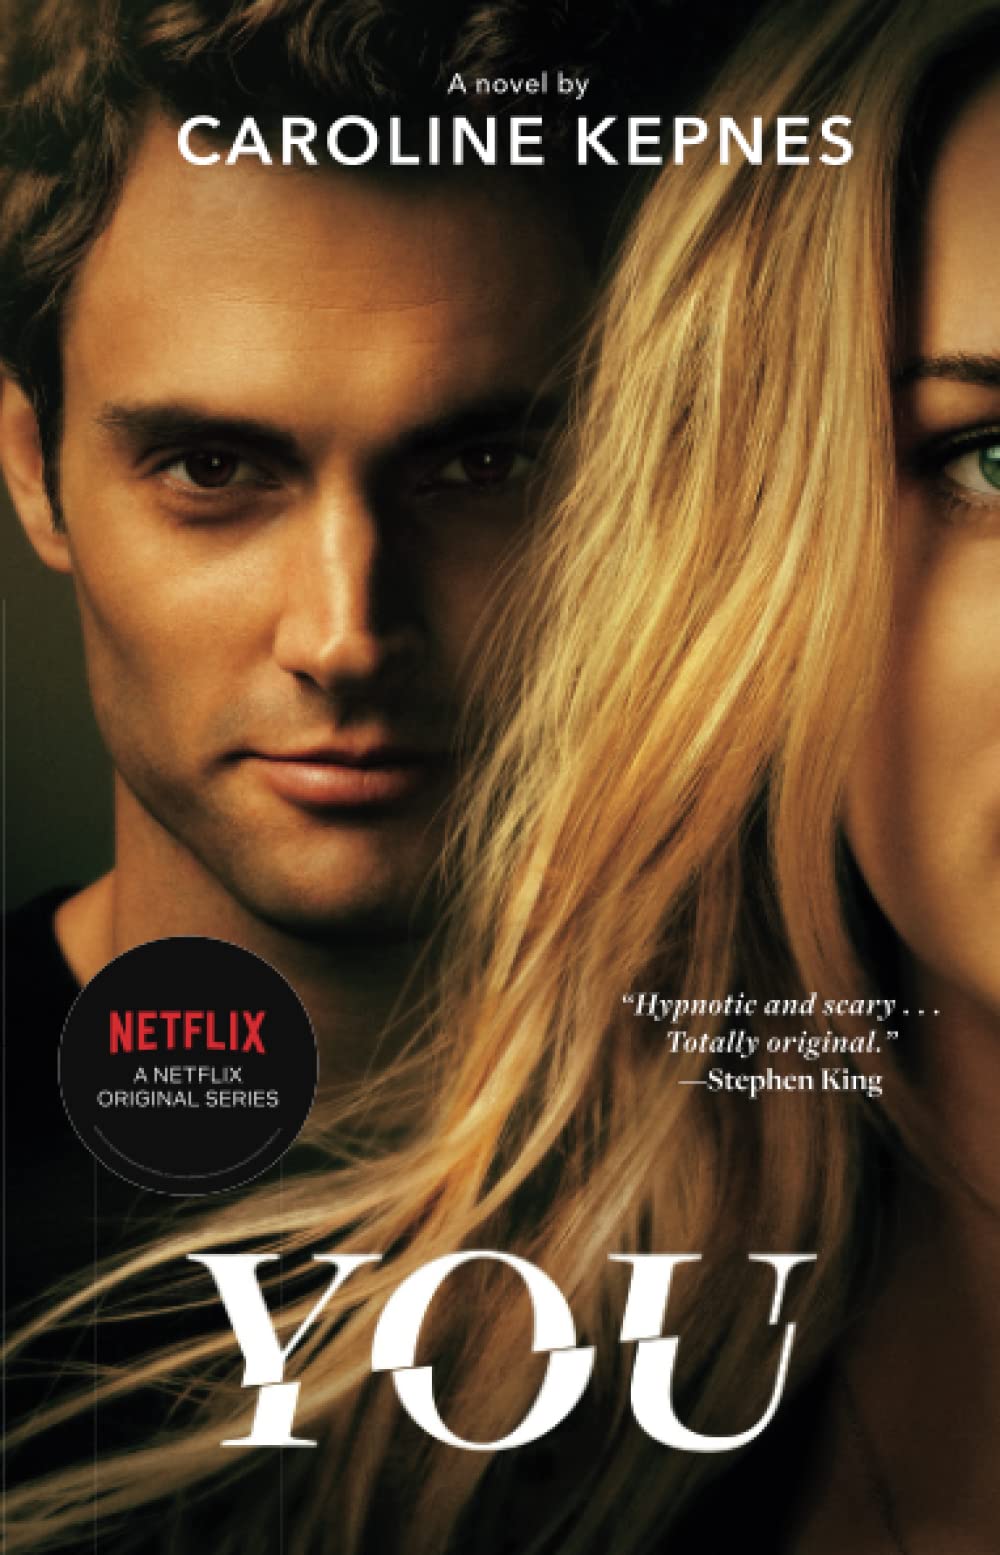 A novel by
CAROLINE KEPNES
“Hypnotic and scary . . .
Totally original.”
—Stephen King
NETFLIX
A NETFLIX
ORIGINAL SERIES
YOU